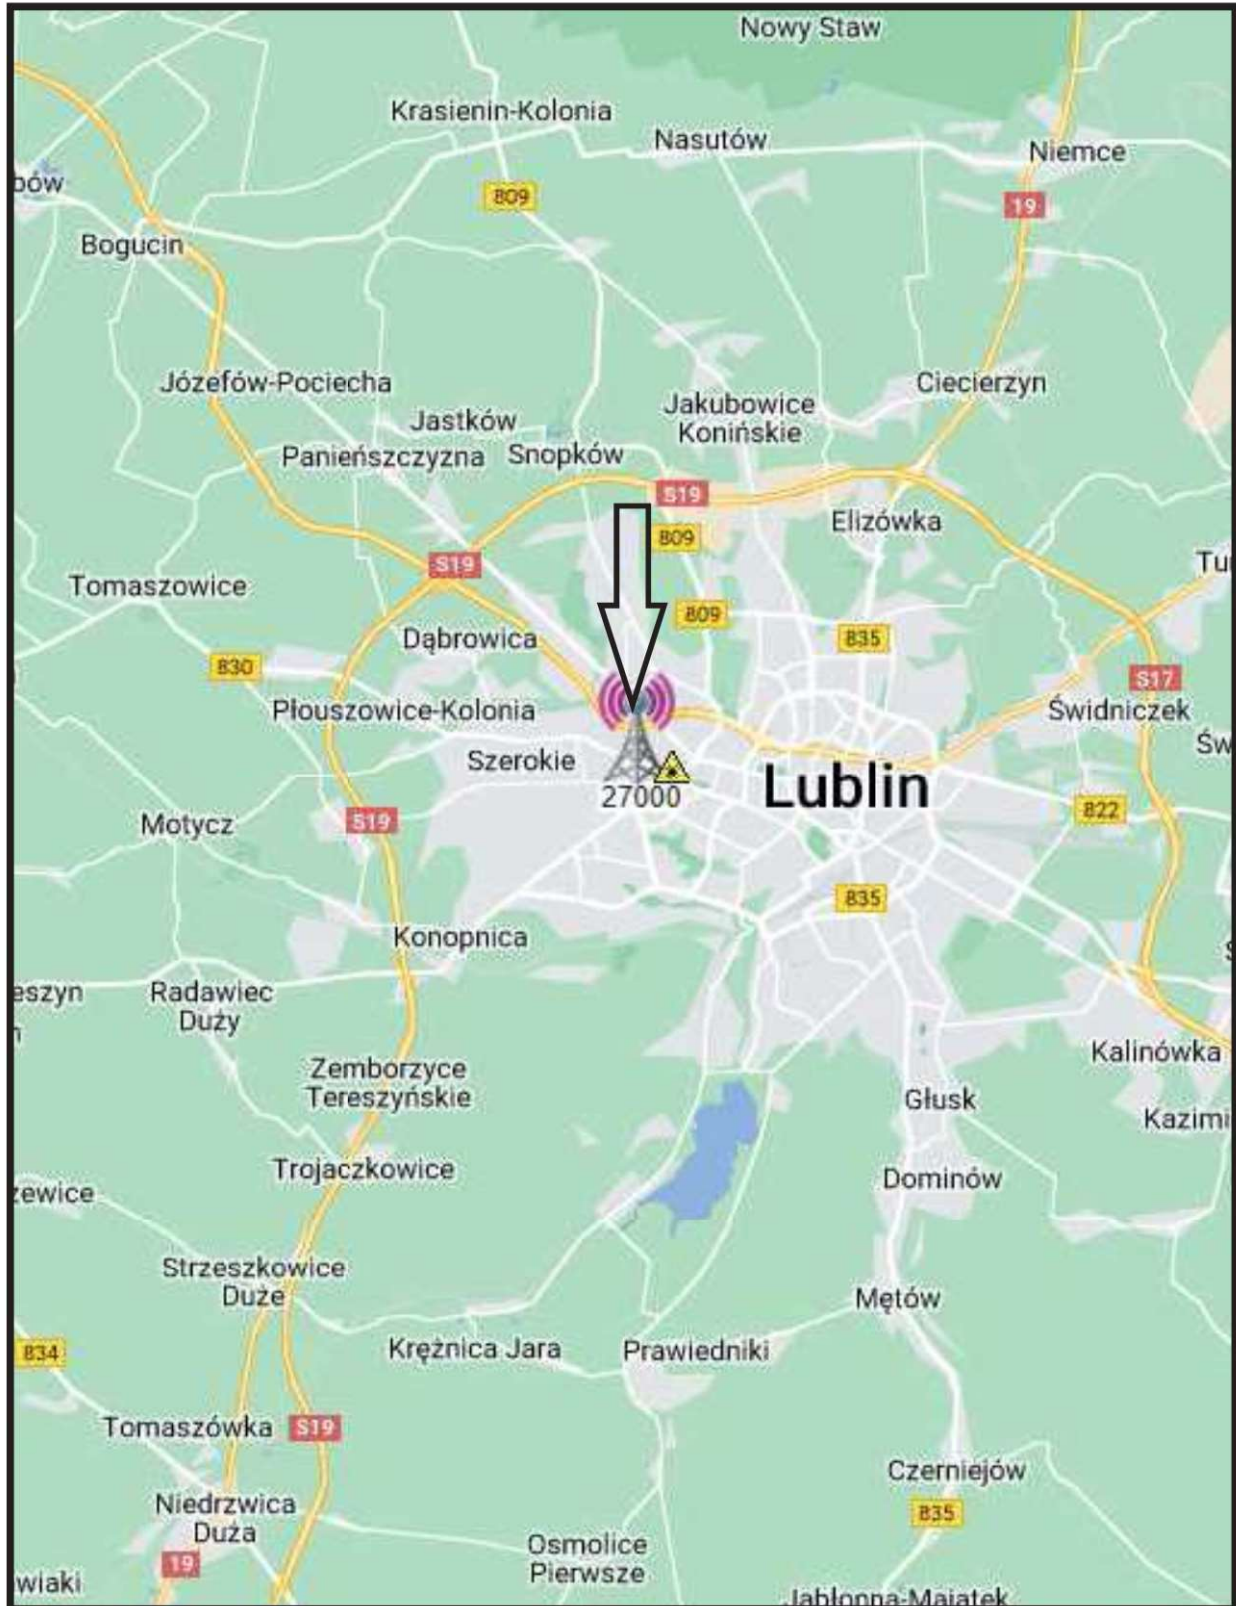 Nowy Staw
Krasienin-Kolonia
Nasutów
Niemce
bów
809
19
Bogucin
Józefów-Pociecha
Ciecierzyn
Jastków
Jakubowice
Konińskie
Panieńszczyzna
Snopków
S19
Elizówka
809
S19
Tu
Tomaszowice
809
Dąbrowica
835
830
S17
Płouszowice-Kolonia
Świdniczek
Św
Szerokie
Lublin
27000
822
Motycz
S19
835
Konopnica
eszyn
Radawiec
Duży
Kalinówka
Zemborzyce
Tereszyńskie
Głusk
Kazimi
Trojaczkowice
Dominów
zewice
Strzeszkowice
Duże
Mętów
834
Krężnica Jara
Prawiedniki
Tomaszówka
S19
Czerniejów
Niedrzwica
Duża
835
Osmolice
Pierwsze
19
wiaki
Jabłonna-Majątek